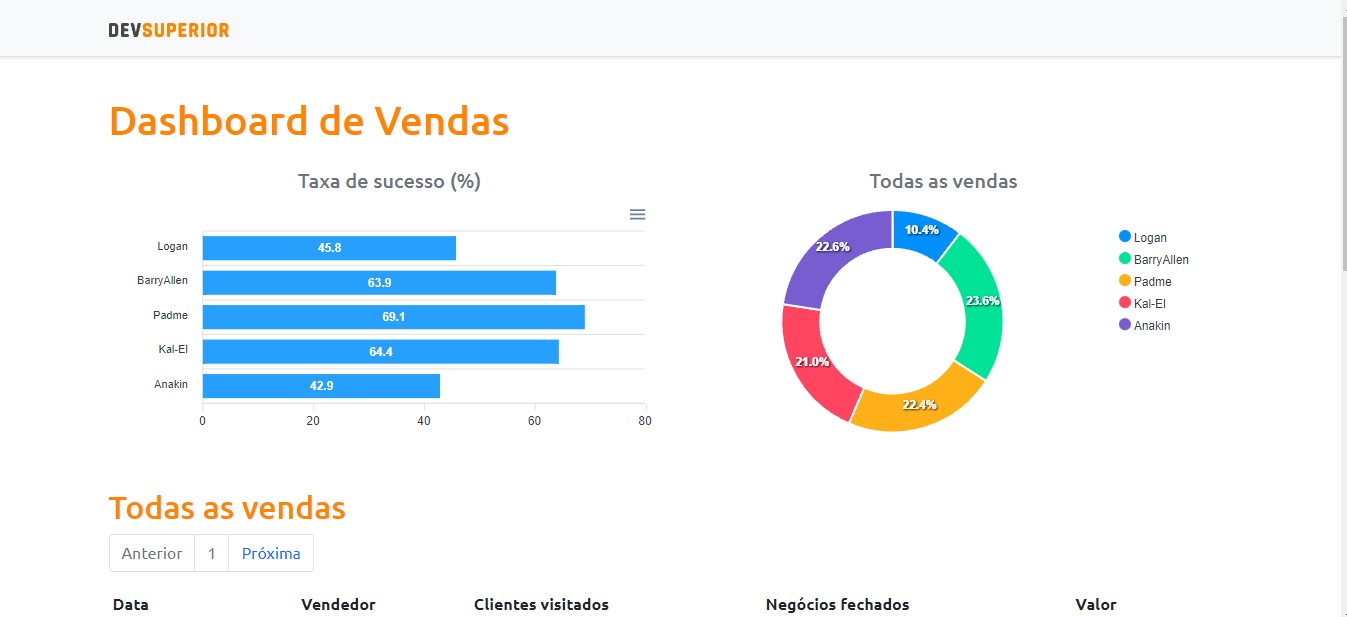 DEVSUPERIOR
Dashboard de Vendas
Taxa de sucesso (%)
Logan
45.8
BarryAllen
63.9
Padme
69.1
Kal-El
64.4
Anakin
42.9
0 20 40 60 80
Todas as vendas
10.4%
23.6%
22.4%
21.0%
22.6%
Logan
BarryAllen
Padme
Kal-El
Anakin
Todas as vendas
Anterior 1 Próxima
Data Vendedor Clientes visitados Negócios fechados Valor